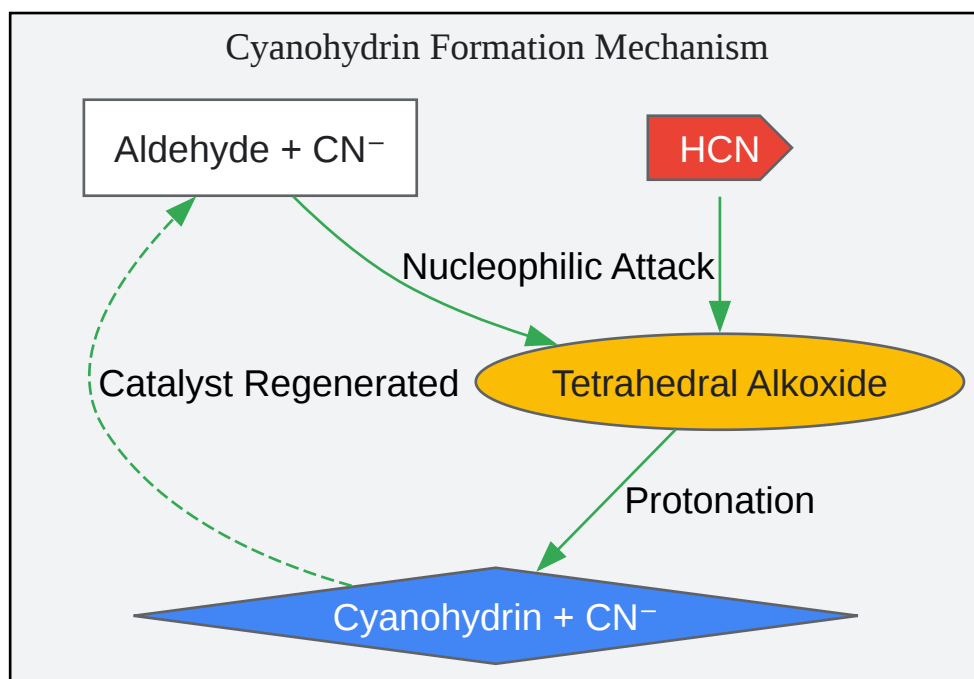 Cyanohydrin Formation Mechanism
Aldehyde + CN⁻
HCN
Nucleophilic Attack
Catalyst Regenerated
Tetrahedral Alkoxide
Protonation
Cyanohydrin + CN⁻